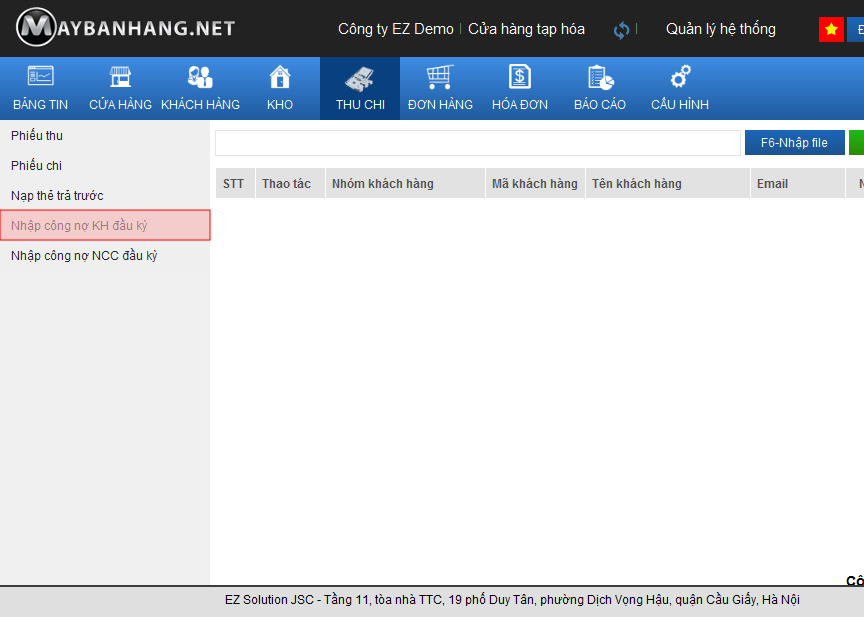 MAYBANHANG.NET
Công ty EZ Demo | Cửa hàng tạp hóa | Quản lý hệ thống
BẢNG TIN CỬA HÀNG KHÁCH HÀNG KHO THU CHI ĐƠN HÀNG HÓA ĐƠN BÁO CÁO CẤU HÌNH
Phiếu thu
Phiếu chi
Nạp thẻ trả trước
Nhập công nợ KH đầu kỳ
Nhập công nợ NCC đầu kỳ
F6-Nhập file
STT Thao tác Nhóm khách hàng Mã khách hàng Tên khách hàng Email
Cô
EZ Solution JSC - Tầng 11, tòa nhà TTC, 19 phố Duy Tân, phường Dịch Vọng Hậu, quận Cầu Giấy, Hà Nội